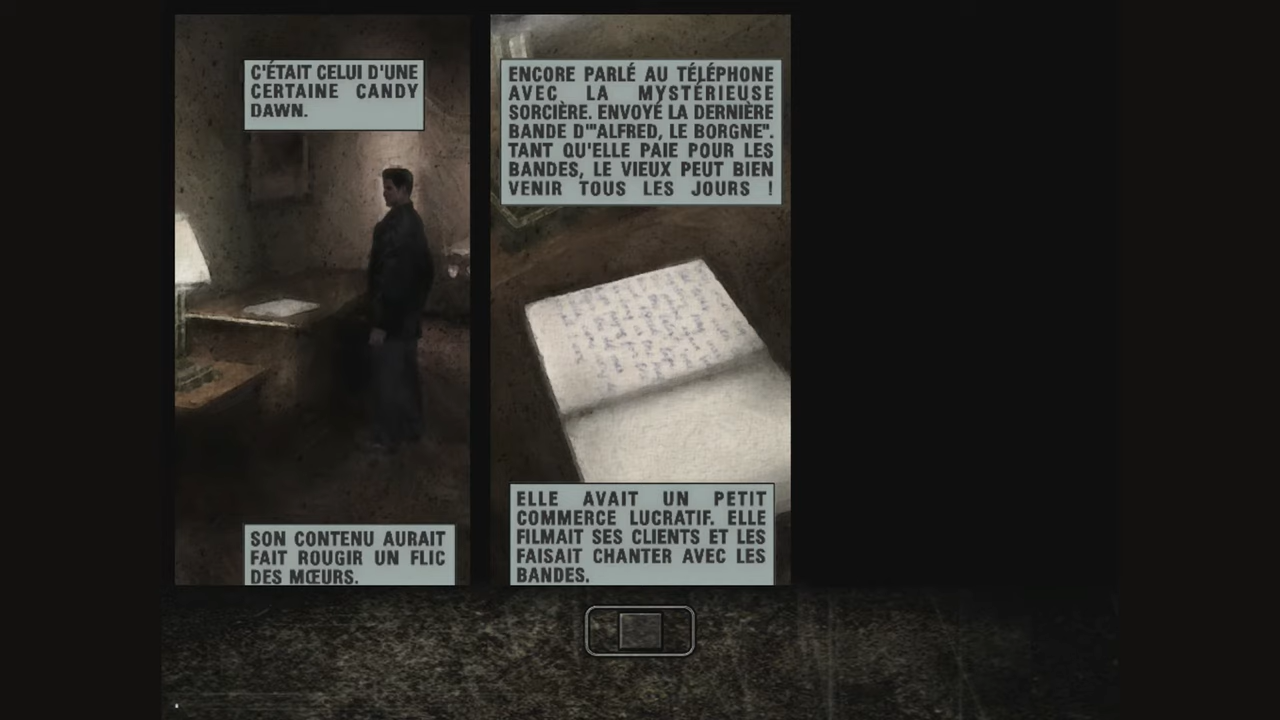 C'ÉTAIT CELUI D'UNE
CERTAINE CANDY
DAWN.
SON CONTENU AURAIT
FAIT ROUGIR UN FLIC
DES MŒURS.
ENCORE PARLÉ AU TÉLÉPHONE
AVEC LA MYSTÉRIEUSE
SORCIÈRE. ENVOYÉ LA DERNIÈRE
BANDE D'"ALFRED, LE BORGNE".
TANT QU'ELLE PAIE POUR LES
BANDES, LE VIEUX PEUT BIEN
VENIR TOUS LES JOURS !
ELLE AVAIT UN PETIT
COMMERCE LUCRATIF. ELLE
FILMAIT SES CLIENTS ET LES
FAISAIT CHANTER AVEC LES
BANDES.